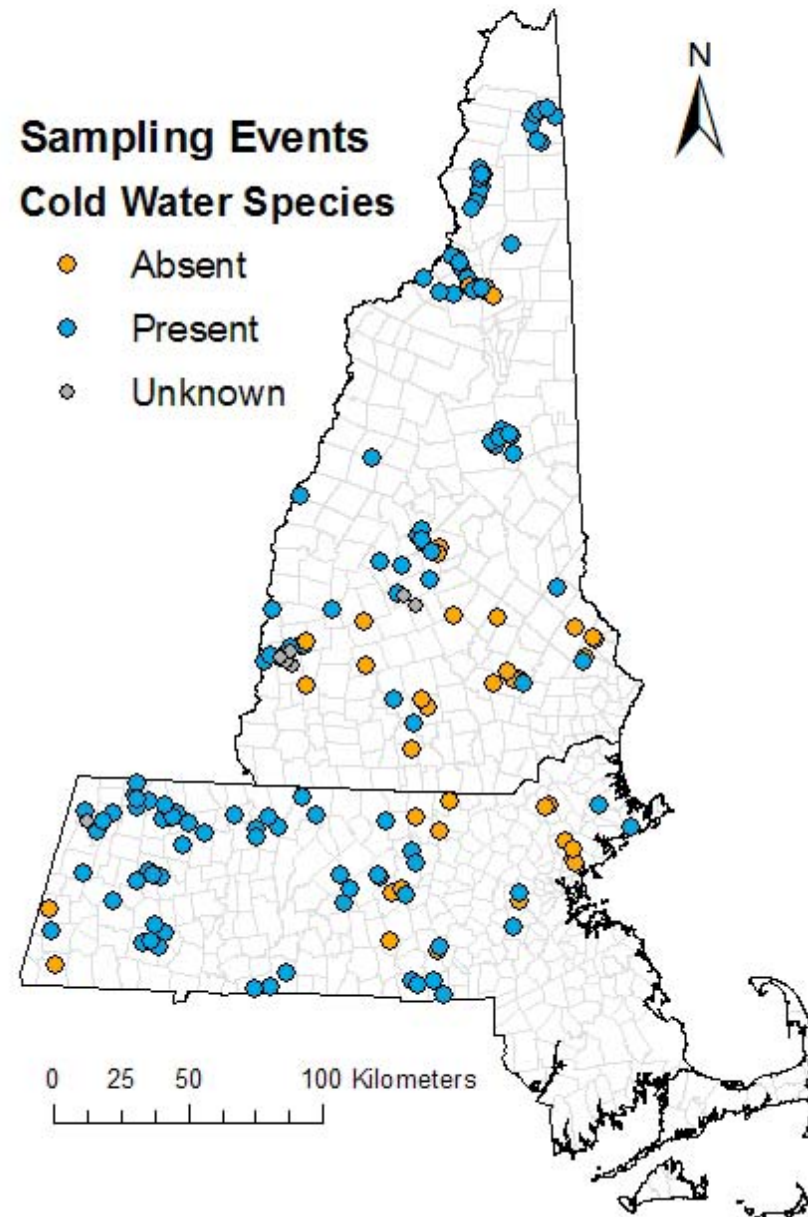 N
Sampling Events
Cold Water Species
Absent
Present
Unknown
0 25 50 100 Kilometers